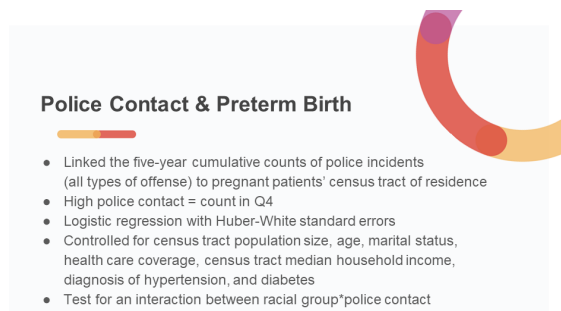 Police Contact & Preterm Birth
● Linked the five-year cumulative counts of police incidents
(all types of offense) to pregnant patients' census tract of residence
● High police contact = count in Q4
● Logistic regression with Huber-White standard errors
● Controlled for census tract population size, age, marital status,
health care coverage, census tract median household income,
diagnosis of hypertension, and diabetes
● Test for an interaction between racial group*police contact